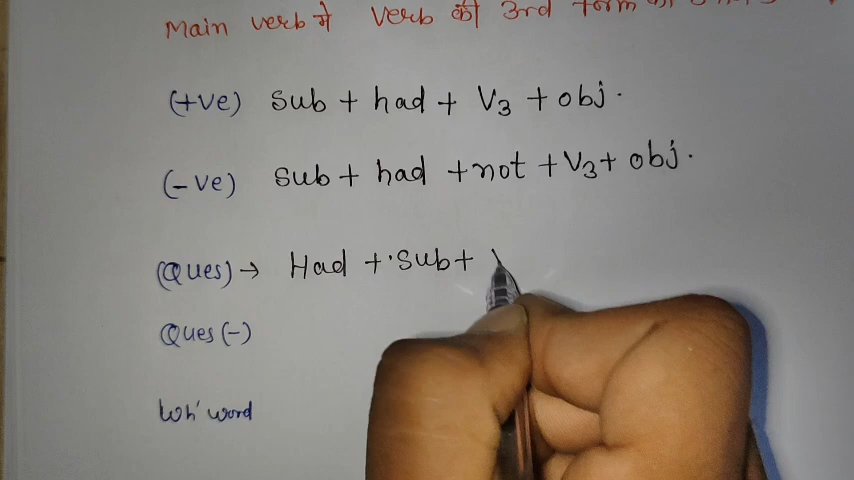 Main verb मे verb की 3rd form का
(+ve) sub + had + V3 + obj.
(-ve) sub + had + not + V3 + obj.
(Ques) → Had + sub +
Ques (-)
Wh' word